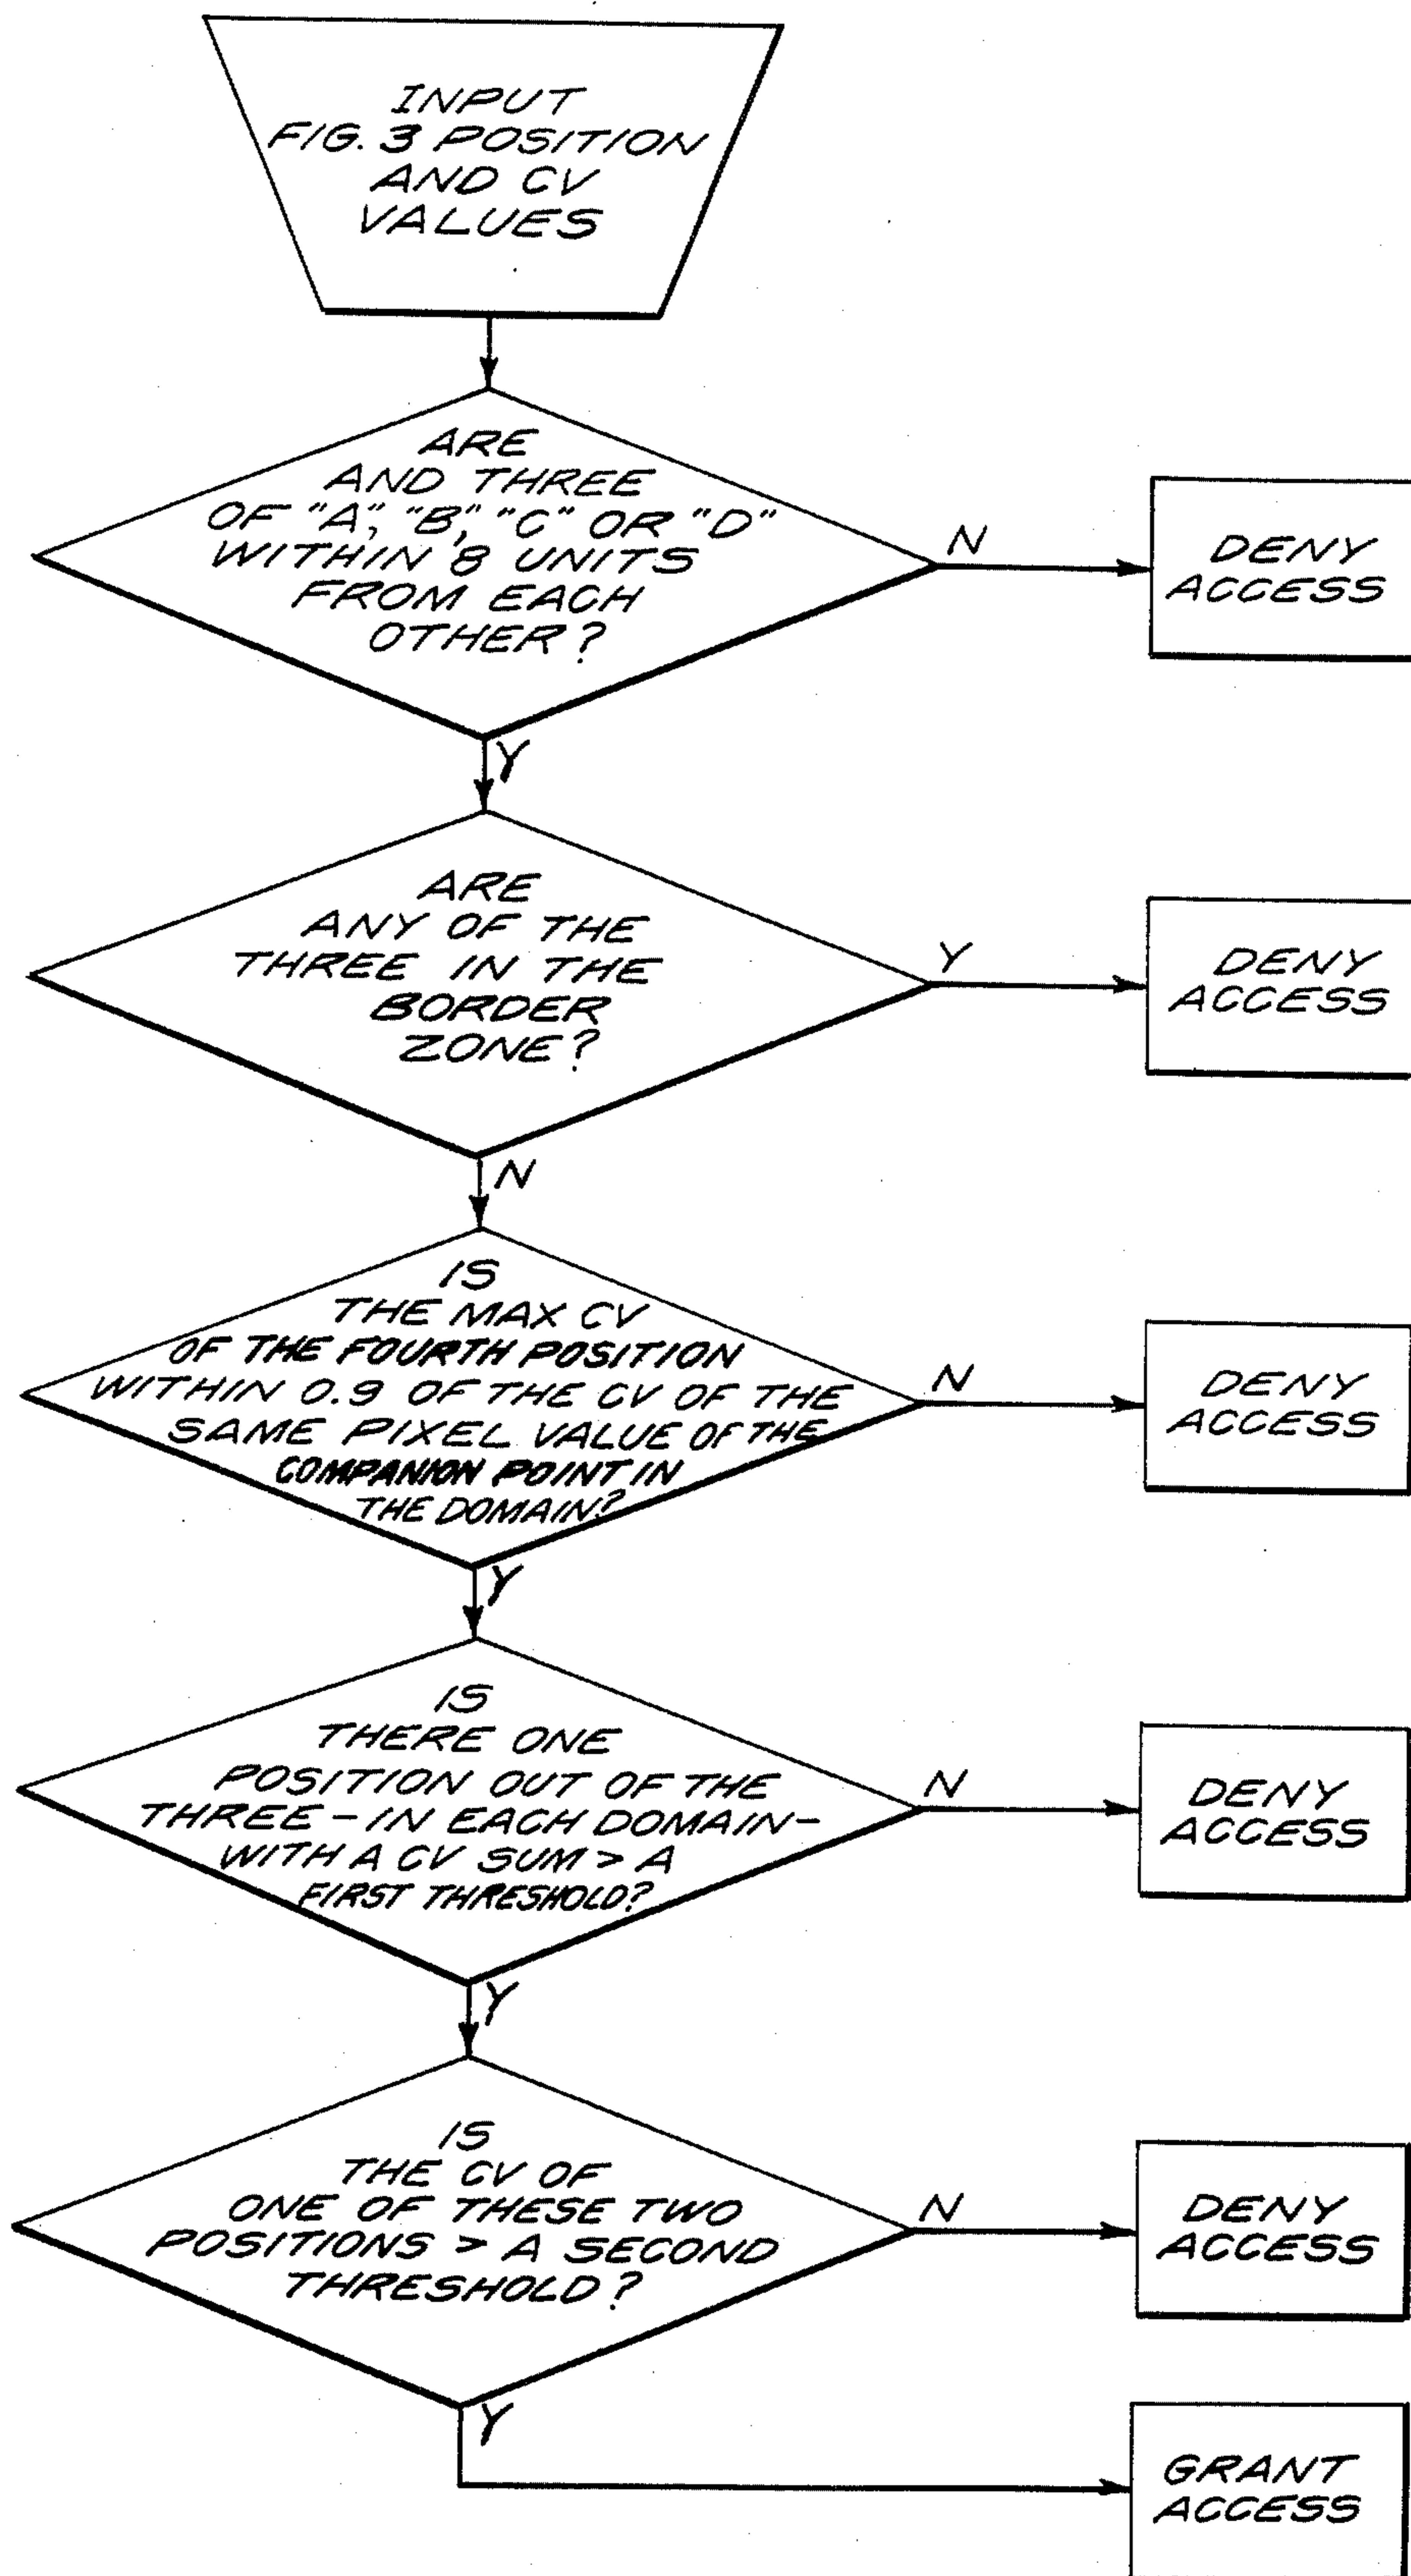 INPUT
FIG. 3 POSITION
AND CV
VALUES
ARE
AND THREE
OF "A", "B", "C" OR "D"
WITHIN 8 UNITS
FROM EACH
OTHER?
N
DENY
ACCESS
Y
ARE
ANY OF THE
THREE IN THE
BORDER
ZONE?
Y
DENY
ACCESS
N
IS
THE MAX CV
OF THE FOURTH POSITION
WITHIN 0.9 OF THE CV OF THE
SAME PIXEL VALUE OF THE
COMPANION POINT IN
THE DOMAIN?
N
DENY
ACCESS
Y
IS
THERE ONE
POSITION OUT OF THE
THREE - IN EACH DOMAIN -
WITH A CV SUM > A
FIRST THRESHOLD?
N
DENY
ACCESS
Y
IS
THE CV OF
ONE OF THESE TWO
POSITIONS > A SECOND
THRESHOLD?
N
DENY
ACCESS
Y
GRANT
ACCESS